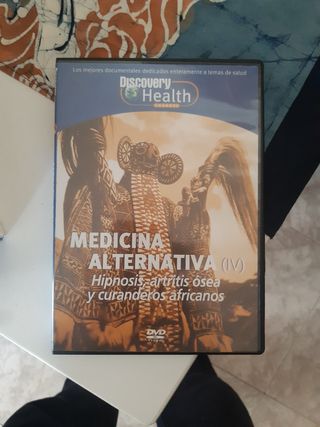 Los mejores documentales dedicados enteramente a temas de salud
Discovery
Health
CHANNEL
MEDICINA
ALTERNATIVA (IV)
Hipnosis, artritis ósea
y curanderos africanos
DVD